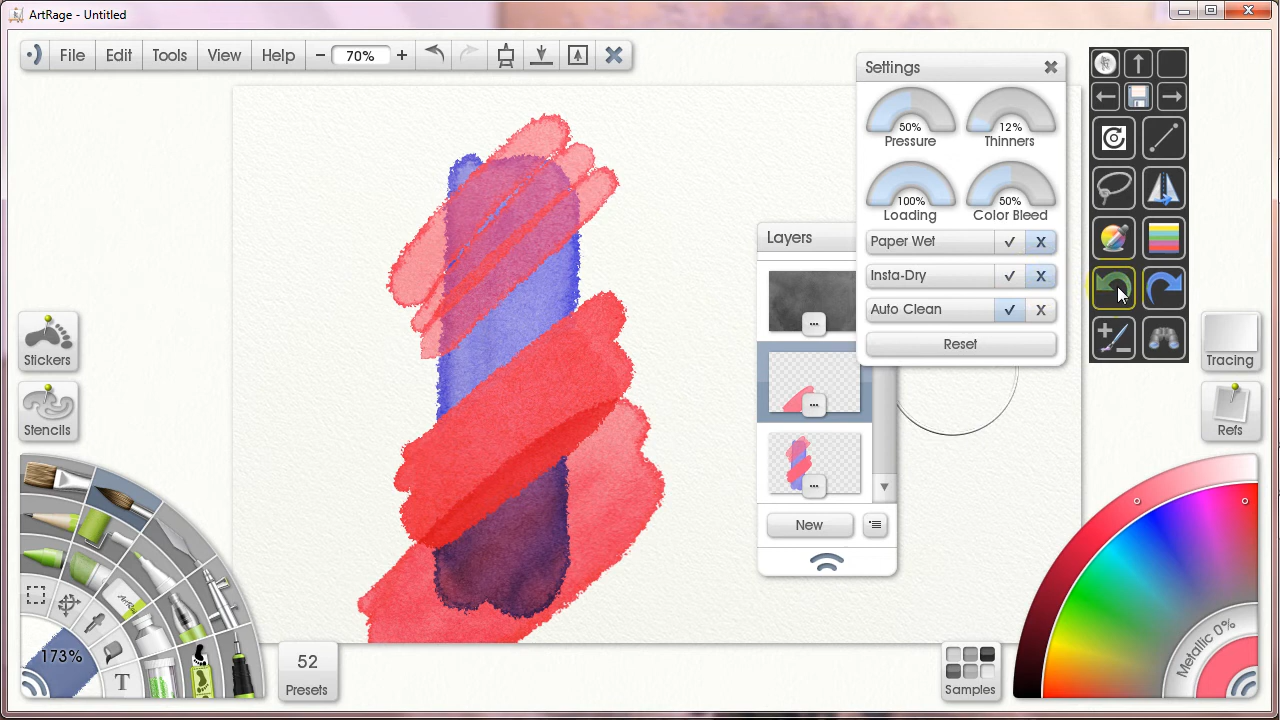 ArtRage - Untitled
File Edit Tools View Help − 70% +
Settings
50% 12%
Pressure Thinners
100% 50%
Loading Color Bleed
Paper Wet
Insta-Dry
Auto Clean
Reset
Layers
New
Stickers
Stencils
Tracing
Refs
173%
T
52
Presets
Samples
Metallic 0%